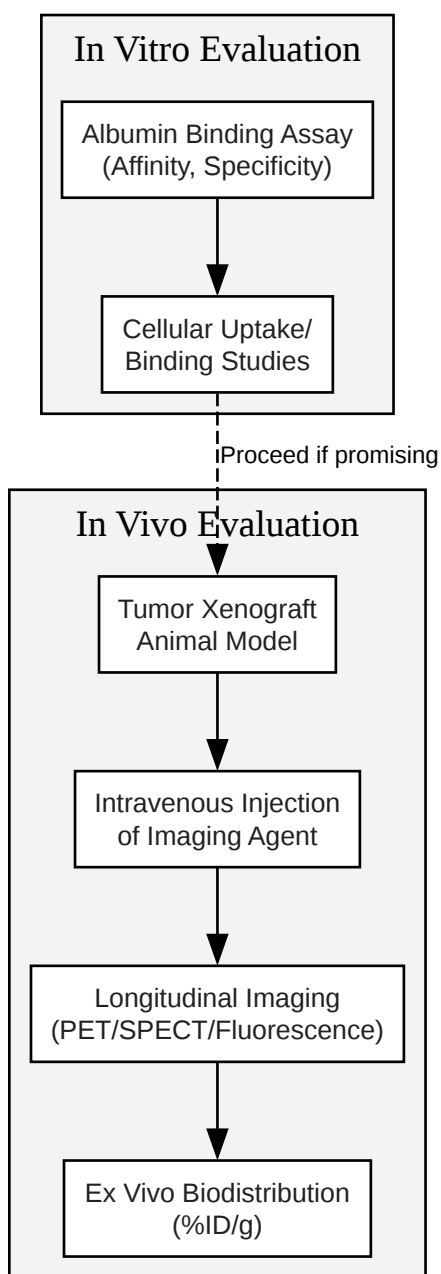 In Vitro Evaluation
Albumin Binding Assay
(Affinity, Specificity)
Cellular Uptake/
Binding Studies
Proceed if promising
In Vivo Evaluation
Tumor Xenograft
Animal Model
Intravenous Injection
of Imaging Agent
Longitudinal Imaging
(PET/SPECT/Fluorescence)
Ex Vivo Biodistribution
(%ID/g)